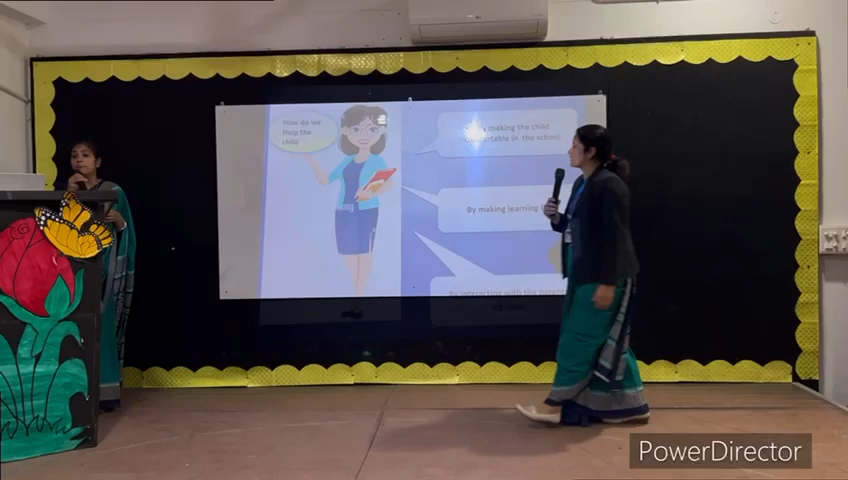 How do we
Help the
child
making the child
in the school.
By making learning
by interacting with the parent
PowerDirector